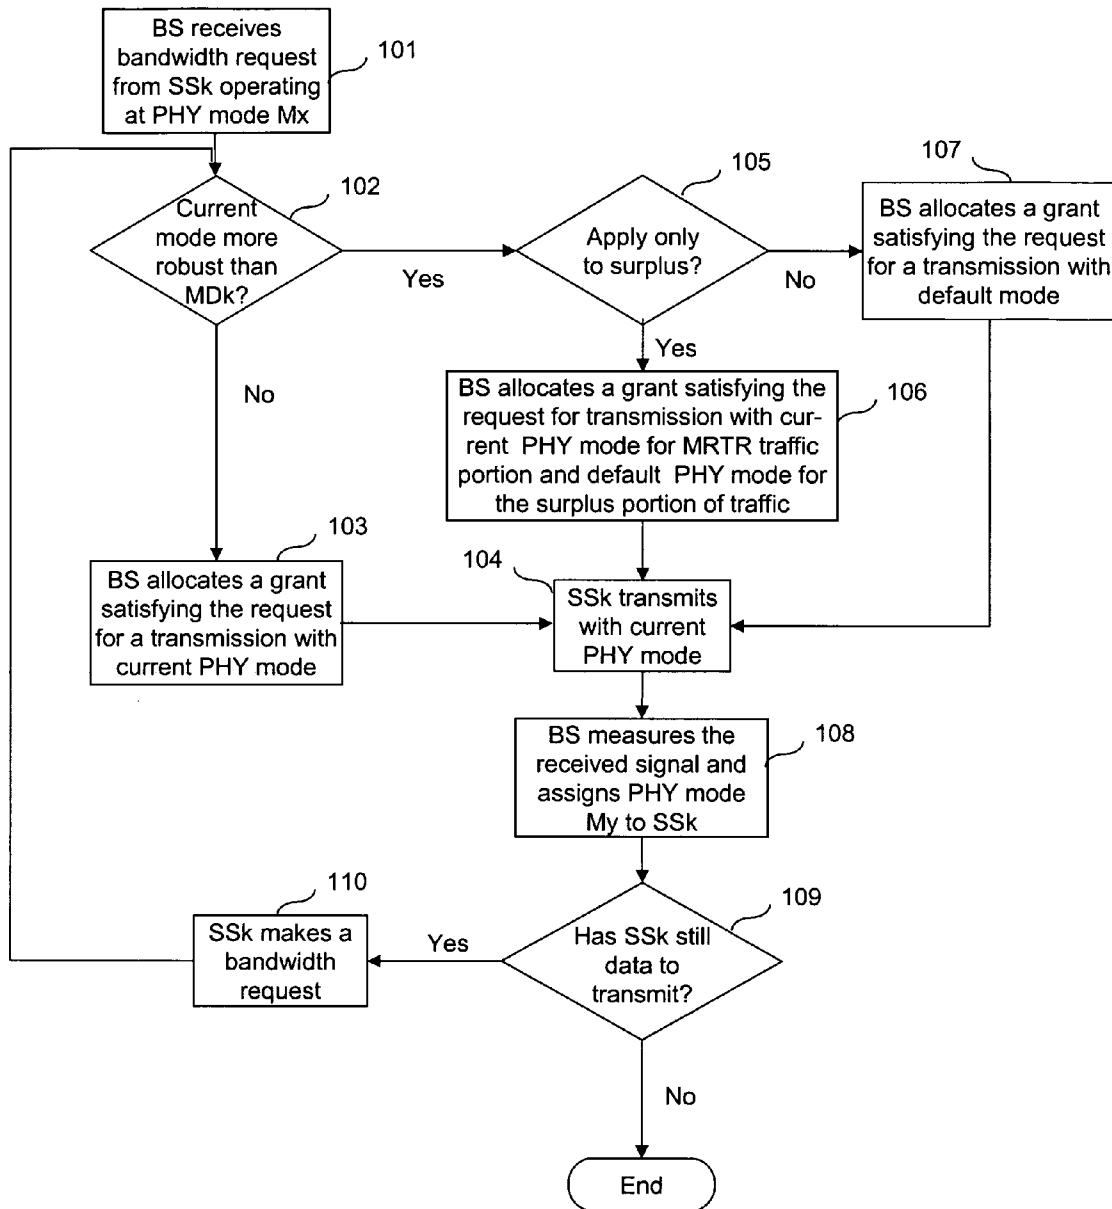 BS receives
bandwidth request
from SSk operating
at PHY mode Mx
101
Current
mode more
robust than
MDk?
102
Yes
No
Apply only
to surplus?
105
No
Yes
BS allocates a grant
satisfying the request
for a transmission with
default mode
107
BS allocates a grant satisfying the
request for transmission with cur-
rent PHY mode for MRTR traffic
portion and default PHY mode for
the surplus portion of traffic
106
103
BS allocates a grant
satisfying the request
for a transmission with
current PHY mode
104
SSk transmits
with current
PHY mode
BS measures the
received signal and
assigns PHY mode
My to SSk
108
109
Has SSk still
data to
transmit?
Yes
110
SSk makes a
bandwidth
request
No
End